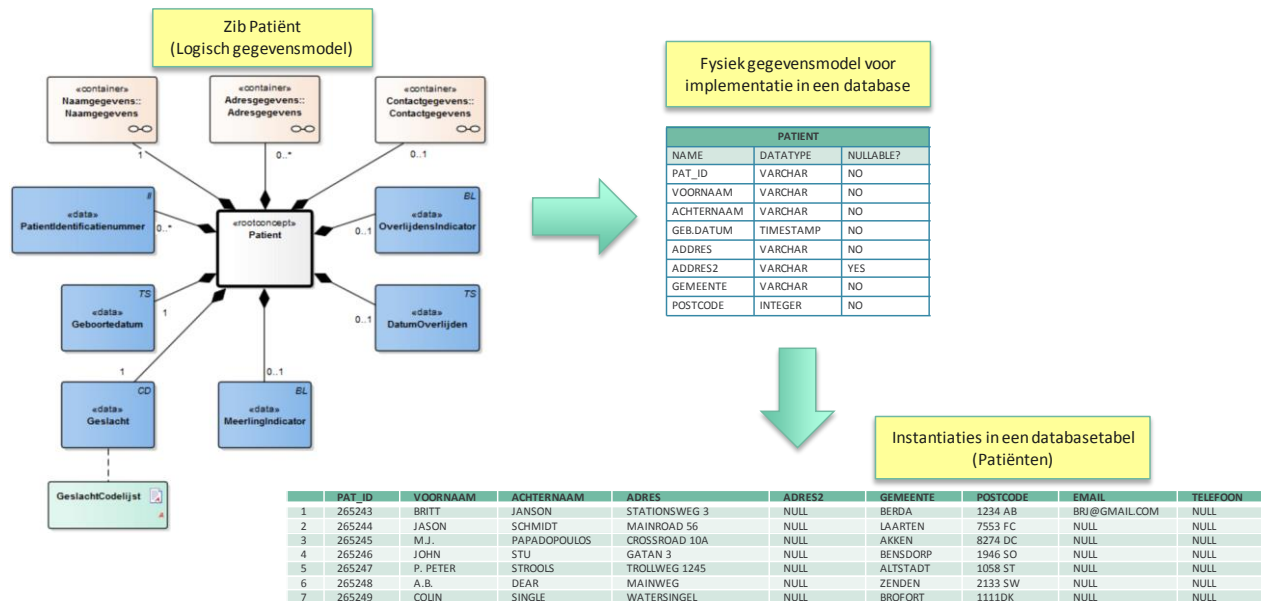 Zib Patiënt
(Logisch gegevensmodel)
«container»
Naamgegevens::
Naamgegevens
«container»
Adresgegevens::
Adresgegevens
«container»
Contactgegevens::
Contactgegevens
1
0..*
0..1
II
«data»
PatientIdentificatienummer
0..*
«rootconcept»
Patient
BL
«data»
OverlijdensIndicator
0..1
TS
«data»
Geboortedatum
1
TS
«data»
DatumOverlijden
0..1
1
0..1
CD
«data»
Geslacht
BL
«data»
MeerlingIndicator
GeslachtCodelijst
Fysiek gegevensmodel voor
implementatie in een database
PATIENT
NAME DATATYPE NULLABLE?
PAT_ID VARCHAR NO
VOORNAAM VARCHAR NO
ACHTERNAAM VARCHAR NO
GEB.DATUM TIMESTAMP NO
ADDRES VARCHAR NO
ADDRES2 VARCHAR YES
GEMEENTE VARCHAR NO
POSTCODE INTEGER NO
Instantiaties in een databasetabel
(Patiënten)
PAT_ID VOORNAAM ACHTERNAAM ADRES ADRES2 GEMEENTE POSTCODE EMAIL TELEFOON
1 265243 BRITT JANSON STATIONSWEG 3 NULL BERDA 1234 AB BRJ@GMAIL.COM NULL
2 265244 JASON SCHMIDT MAINROAD 56 NULL LAARTEN 7553 FC NULL NULL
3 265245 M.J. PAPADOPOULOS CROSSROAD 10A NULL AKKEN 8274 DC NULL NULL
4 265246 JOHN STU GATAN 3 NULL BENSDORP 1946 SO NULL NULL
5 265247 P. PETER STROOLS TROLLWEG 1245 NULL ALTSTADT 1058 ST NULL NULL
6 265248 A.B. DEAR MAINWEG NULL ZENDEN 2133 SW NULL NULL
7 265249 COLIN SINGLE WATERSINGEL NULL BROFORT 1111DK NULL NULL